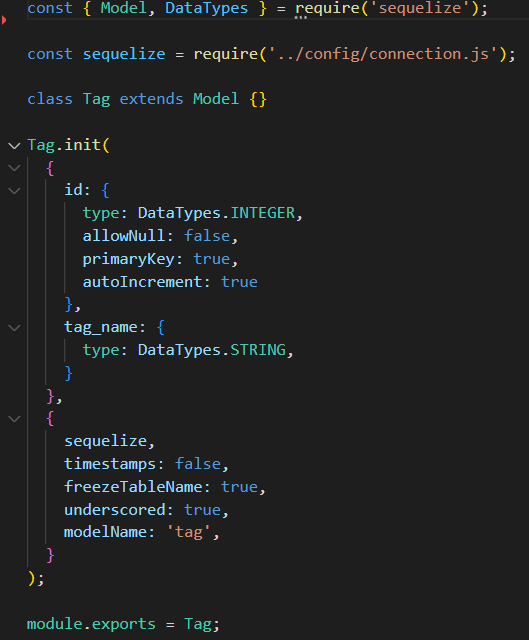 const { Model, DataTypes } = require('sequelize');
const sequelize = require('../config/connection.js');
class Tag extends Model {}
Tag.init(
{
id: {
type: DataTypes.INTEGER,
allowNull: false,
primaryKey: true,
autoIncrement: true
},
tag_name: {
type: DataTypes.STRING,
}
},
{
sequelize,
timestamps: false,
freezeTableName: true,
underscored: true,
modelName: 'tag',
}
);
module.exports = Tag;